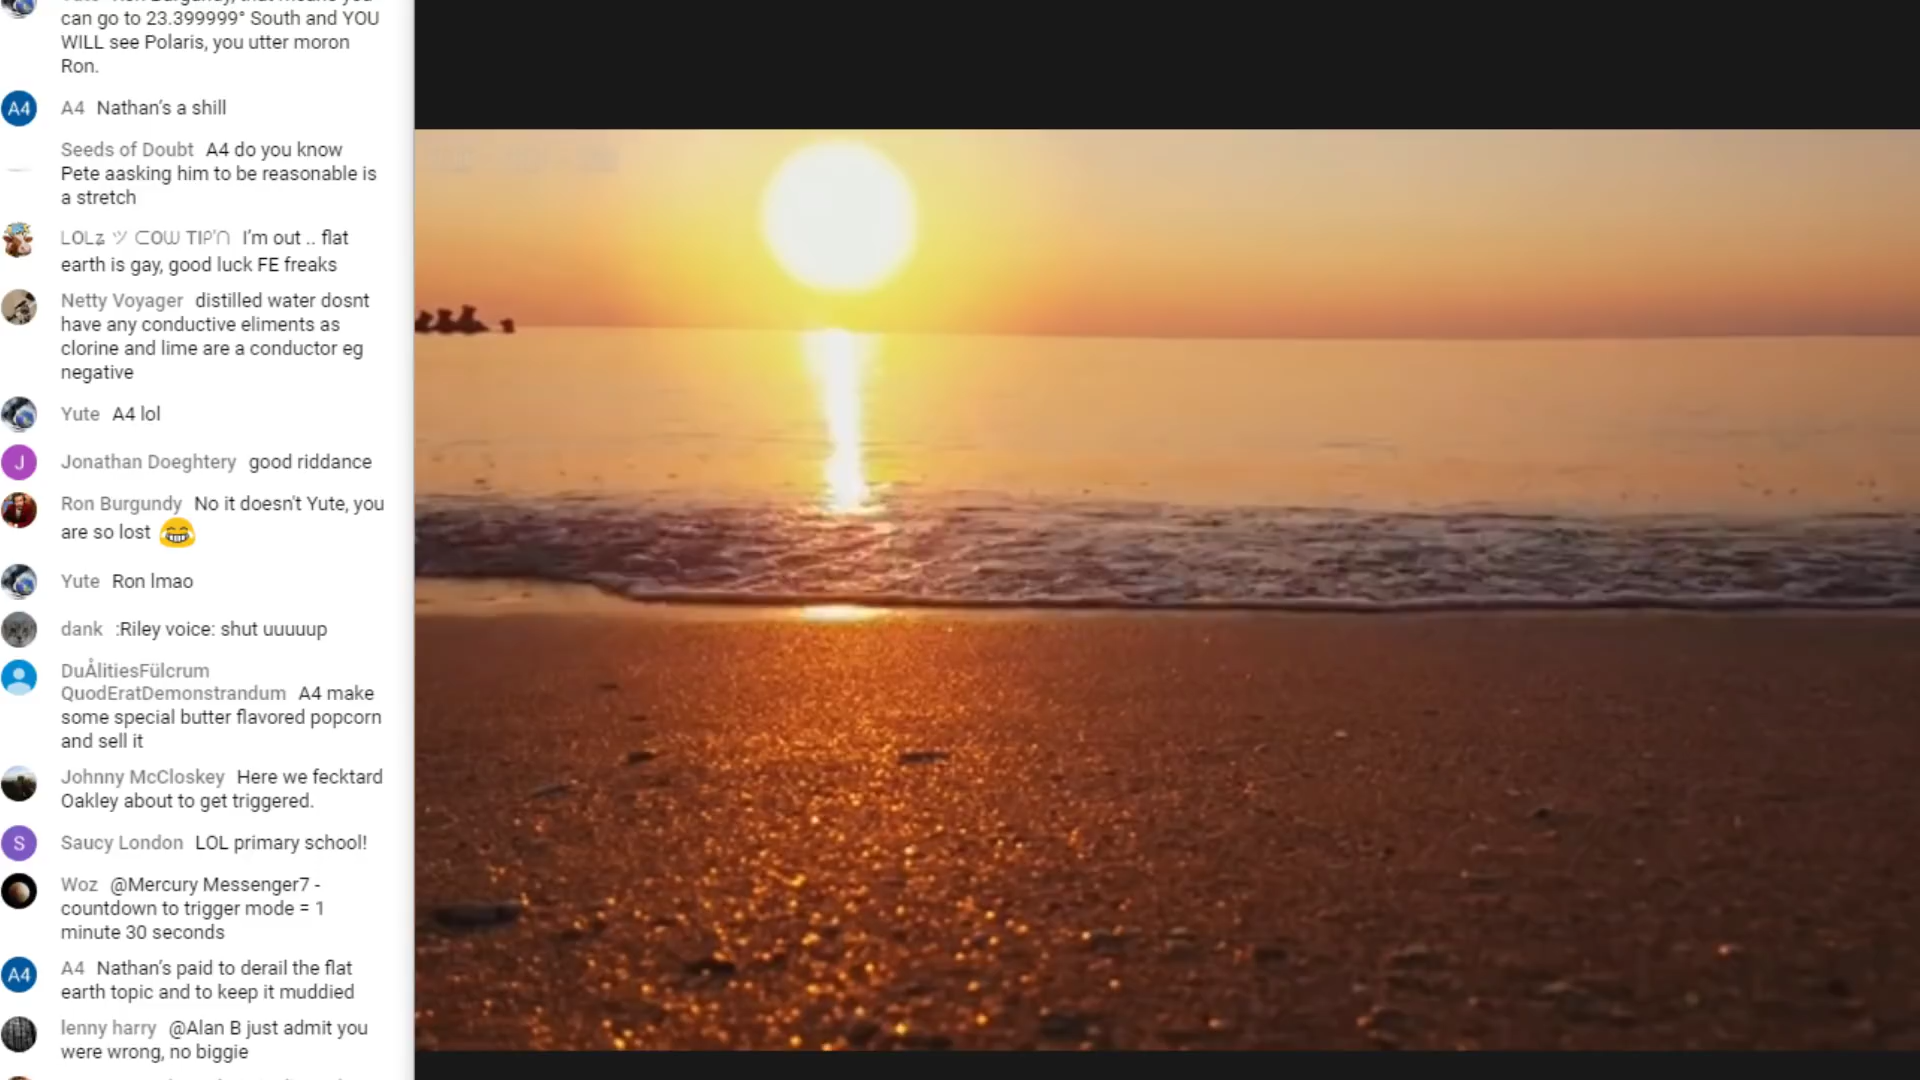 can go to 23.399999° South and YOU
WILL see Polaris, you utter moron
Ron.
A4 A4 Nathan's a shill
Seeds of Doubt A4 do you know
Pete aasking him to be reasonable is
a stretch
LOLz ツ ᑕOᗯ TIᑭ'ᑎ I'm out .. flat
earth is gay, good luck FE freaks
Netty Voyager distilled water dosnt
have any conductive eliments as
clorine and lime are a conductor eg
negative
Yute A4 lol
J Jonathan Doeghtery good riddance
Ron Burgundy No it doesn't Yute, you
are so lost 😂
Yute Ron lmao
dank :Riley voice: shut uuuuup
DuÅlitiesFülcrum
QuodEratDemonstrandum A4 make
some special butter flavored popcorn
and sell it
Johnny McCloskey Here we fecktard
Oakley about to get triggered.
S Saucy London LOL primary school!
Woz @Mercury Messenger7 -
countdown to trigger mode = 1
minute 30 seconds
A4 A4 Nathan's paid to derail the flat
earth topic and to keep it muddied
lenny harry @Alan B just admit you
were wrong, no biggie